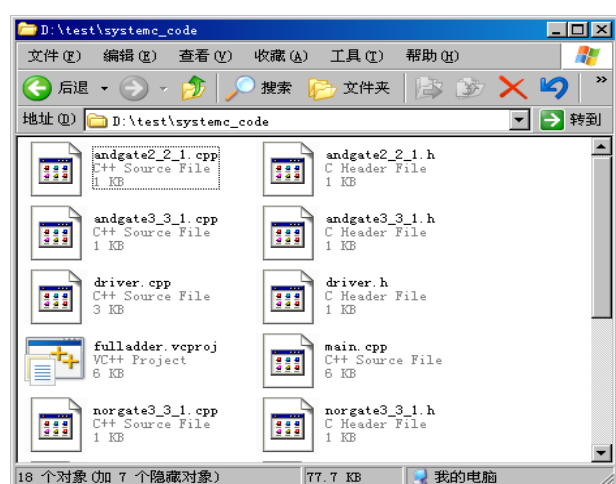 D:\test\systemc_code
文件(F) 编辑(E) 查看(V) 收藏(A) 工具(T) 帮助(H)
后退 搜索 文件夹 »
地址(D) D:\test\systemc_code 转到
andgate2_2_1.cpp
C++ Source File
1 KB
andgate2_2_1.h
C Header File
1 KB
andgate3_3_1.cpp
C++ Source File
1 KB
andgate3_3_1.h
C Header File
1 KB
driver.cpp
C++ Source File
3 KB
driver.h
C Header File
1 KB
fulladder.vcproj
VC++ Project
6 KB
main.cpp
C++ Source File
6 KB
norgate3_3_1.cpp
C++ Source File
1 KB
norgate3_3_1.h
C Header File
1 KB
18 个对象(加 7 个隐藏对象) 77.7 KB 我的电脑